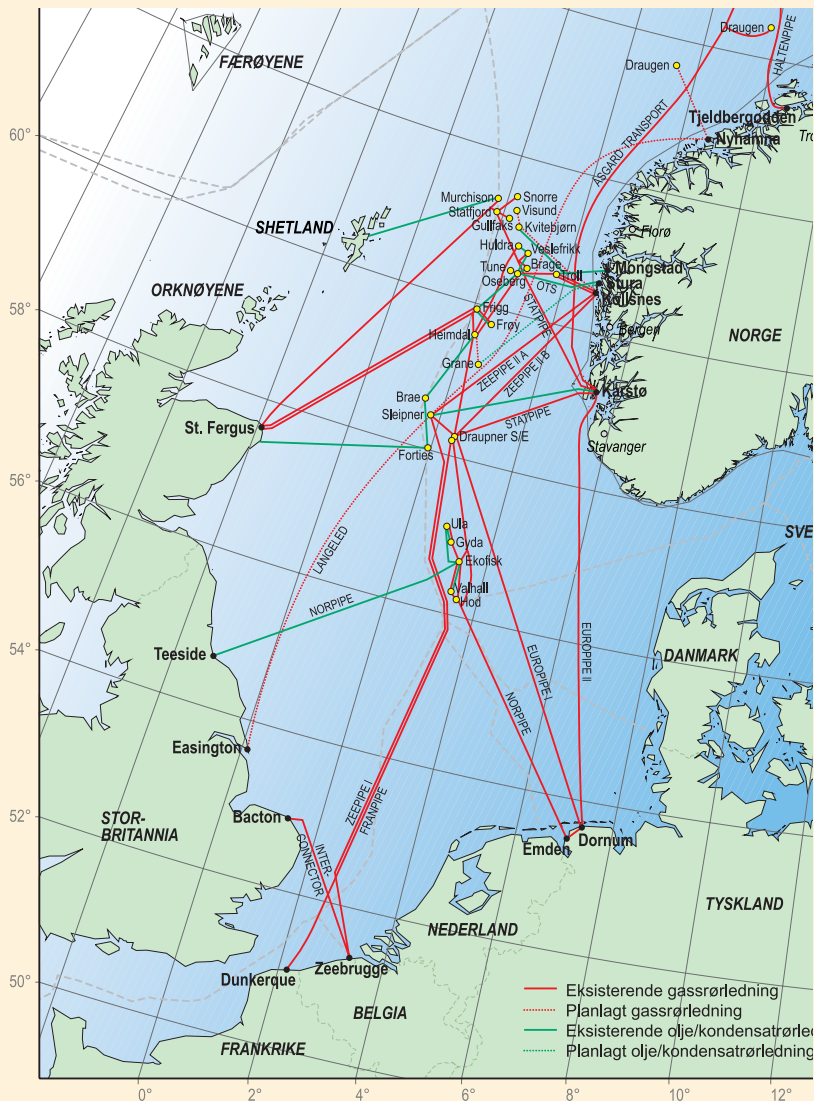 Draugen
HALTENPIPE
FÆRØYENE
Draugen
Tjeldbergodden
Nyhamna
60°
ÅSGARD TRANSPORT
Murchison
Snorre
Statfjord
Visund
Gullfaks
Kvitebjørn
SHETLAND
Florø
Huldra
Veslefrikk
Tune
Brage
Troll
Mongstad
Oseberg
OTS
Stura
Kollsnes
ORKNØYENE
58°
Frigg
STATPIPE
Frøy
Bergen
NORGE
Heimdal
Grane
ZEEPIPE II A
ZEEPIPE II B
Brae
Kårstø
Sleipner
STATPIPE
St. Fergus
Draupner S/E
Forties
Stavanger
56°
Ula
Gyda
SVE
LANGELED
Ekofisk
Valhall
Hod
NORPIPE
54°
Teeside
EUROPIPE II
DANMARK
EUROPIPE I
NORPIPE
Easington
ZEEPIPE I
FRANPIPE
52°
Bacton
STOR-
BRITANNIA
INTER-
CONNECTOR
Emden
Dornum
TYSKLAND
NEDERLAND
50°
Dunkerque
Zeebrugge
BELGIA
FRANKRIKE
Eksisterende gassrørledning
Planlagt gassrørledning
Eksisterende olje/kondensatrørled
Planlagt olje/kondensatrørledning
0°
2°
4°
6°
8°
10°
12°